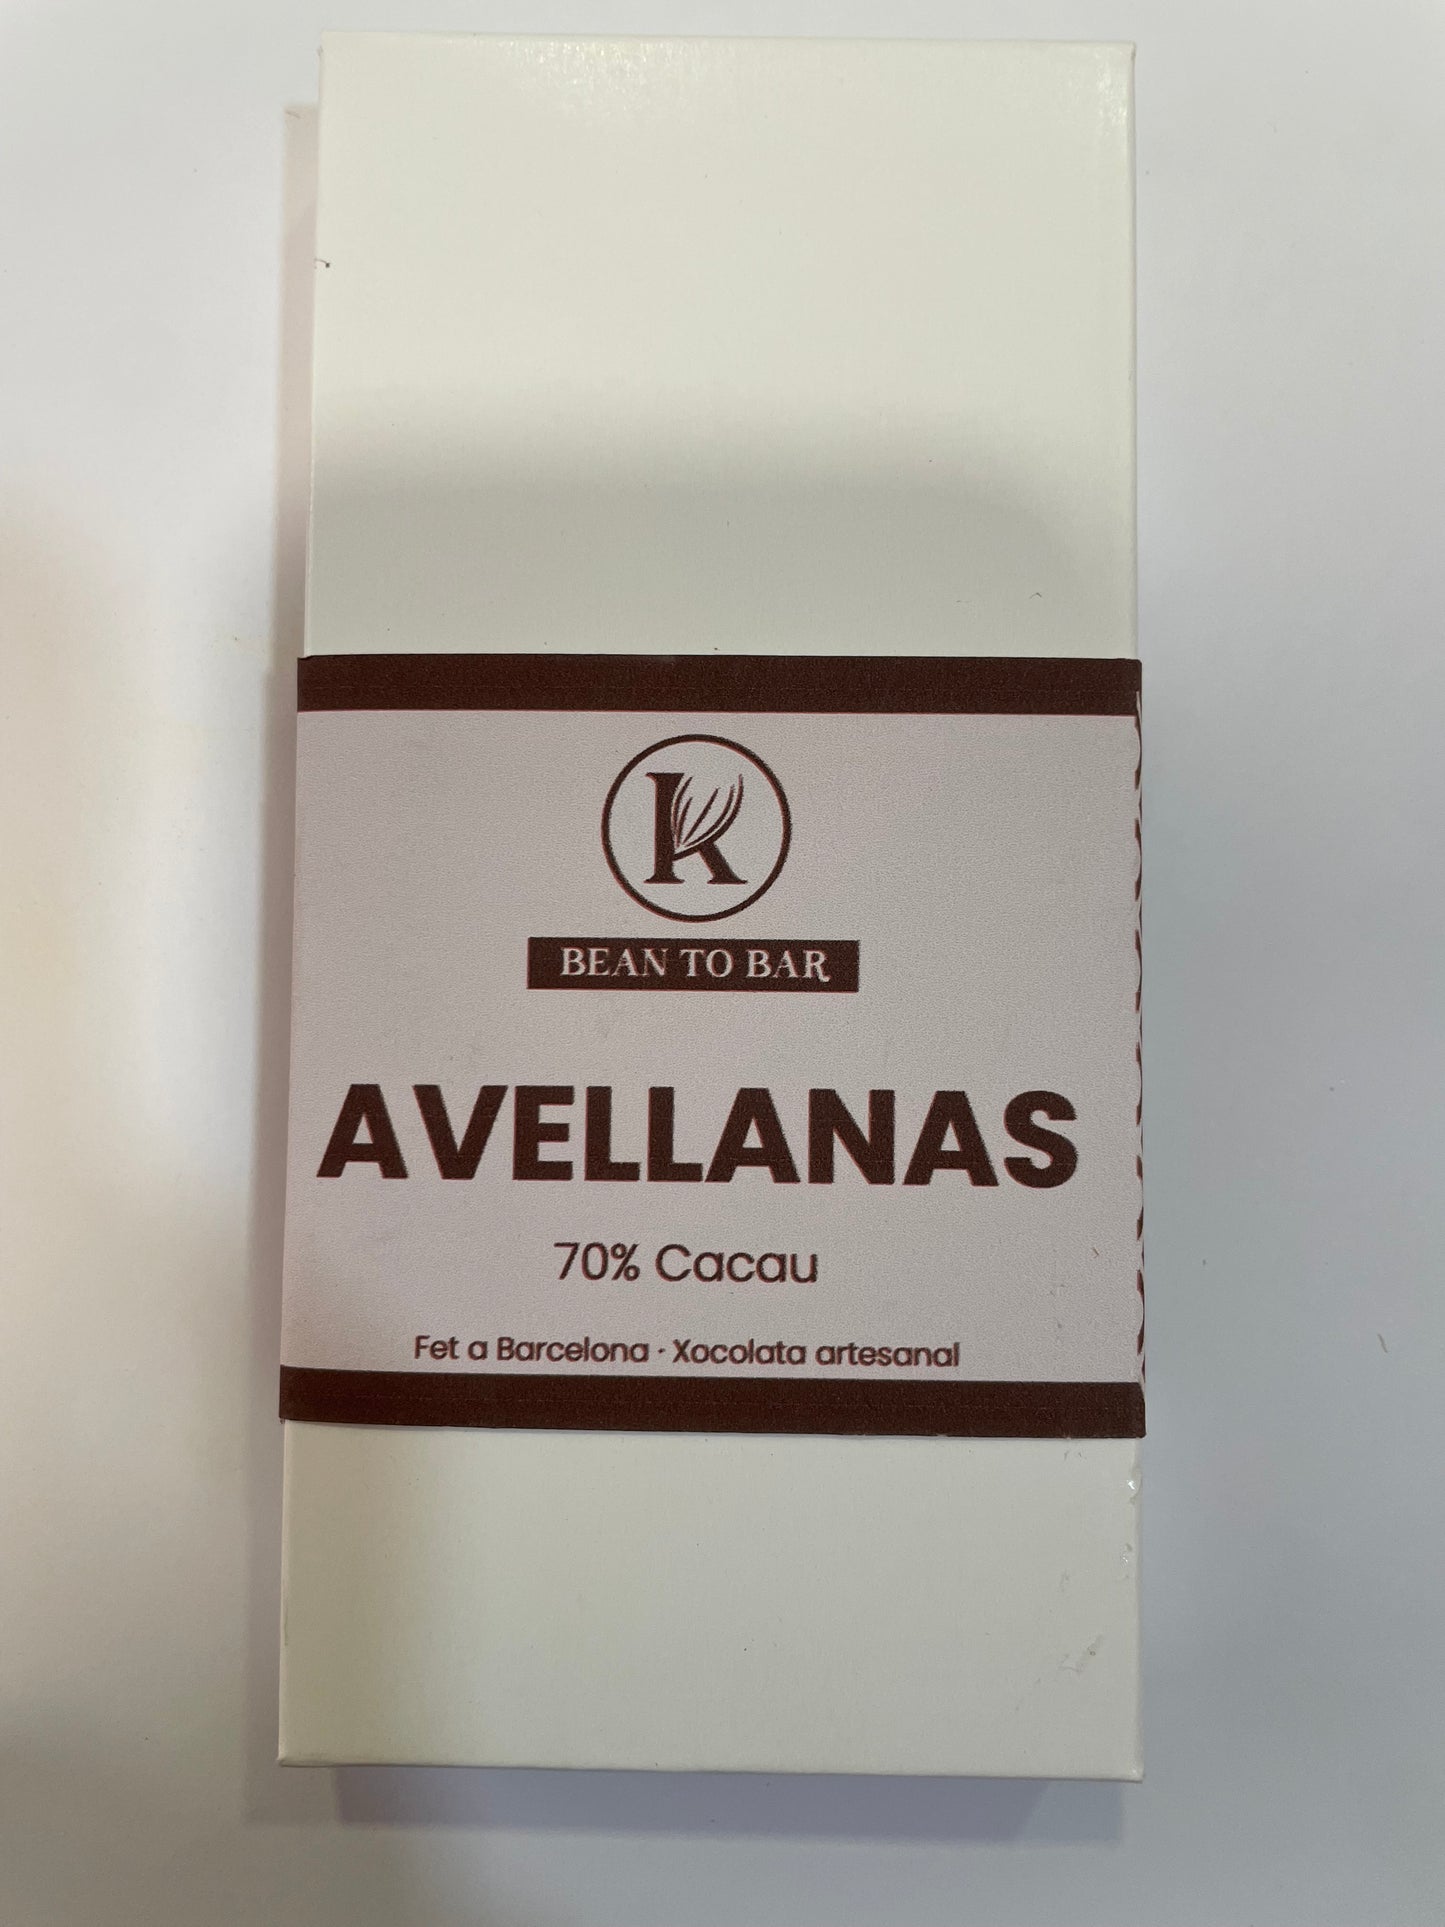 K
BEAN TO BAR
AVELLANAS
70% Cacau
Fet a Barcelona · Xocolata artesanal